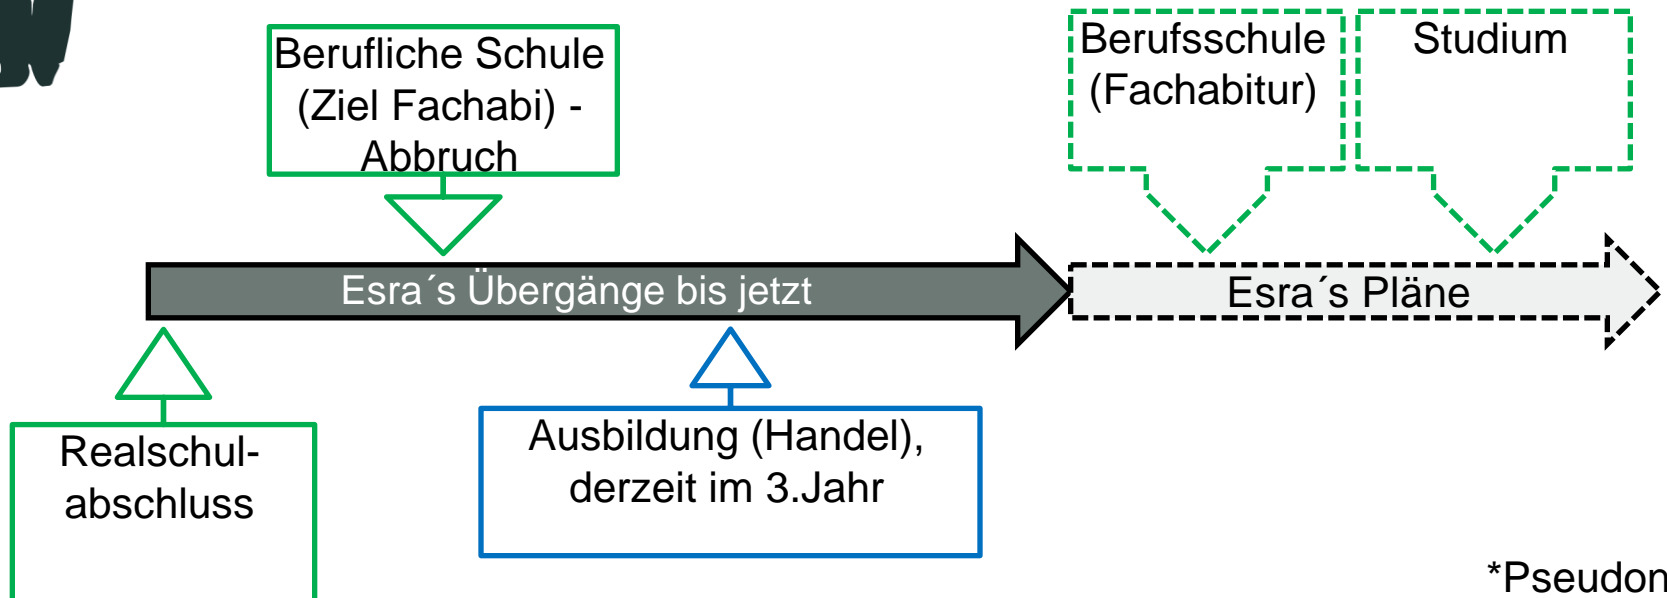 Berufliche Schule
(Ziel Fachabi) -
Abbruch
Berufsschule
(Fachabitur)
Studium
Esra´s Übergänge bis jetzt
Esra´s Pläne
Realschul-
abschluss
Ausbildung (Handel),
derzeit im 3.Jahr
*Pseudon